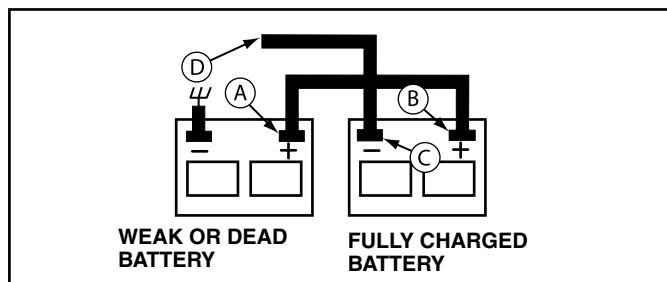 D
A
B
– + – +
C
WEAK OR DEAD
BATTERY
FULLY CHARGED
BATTERY